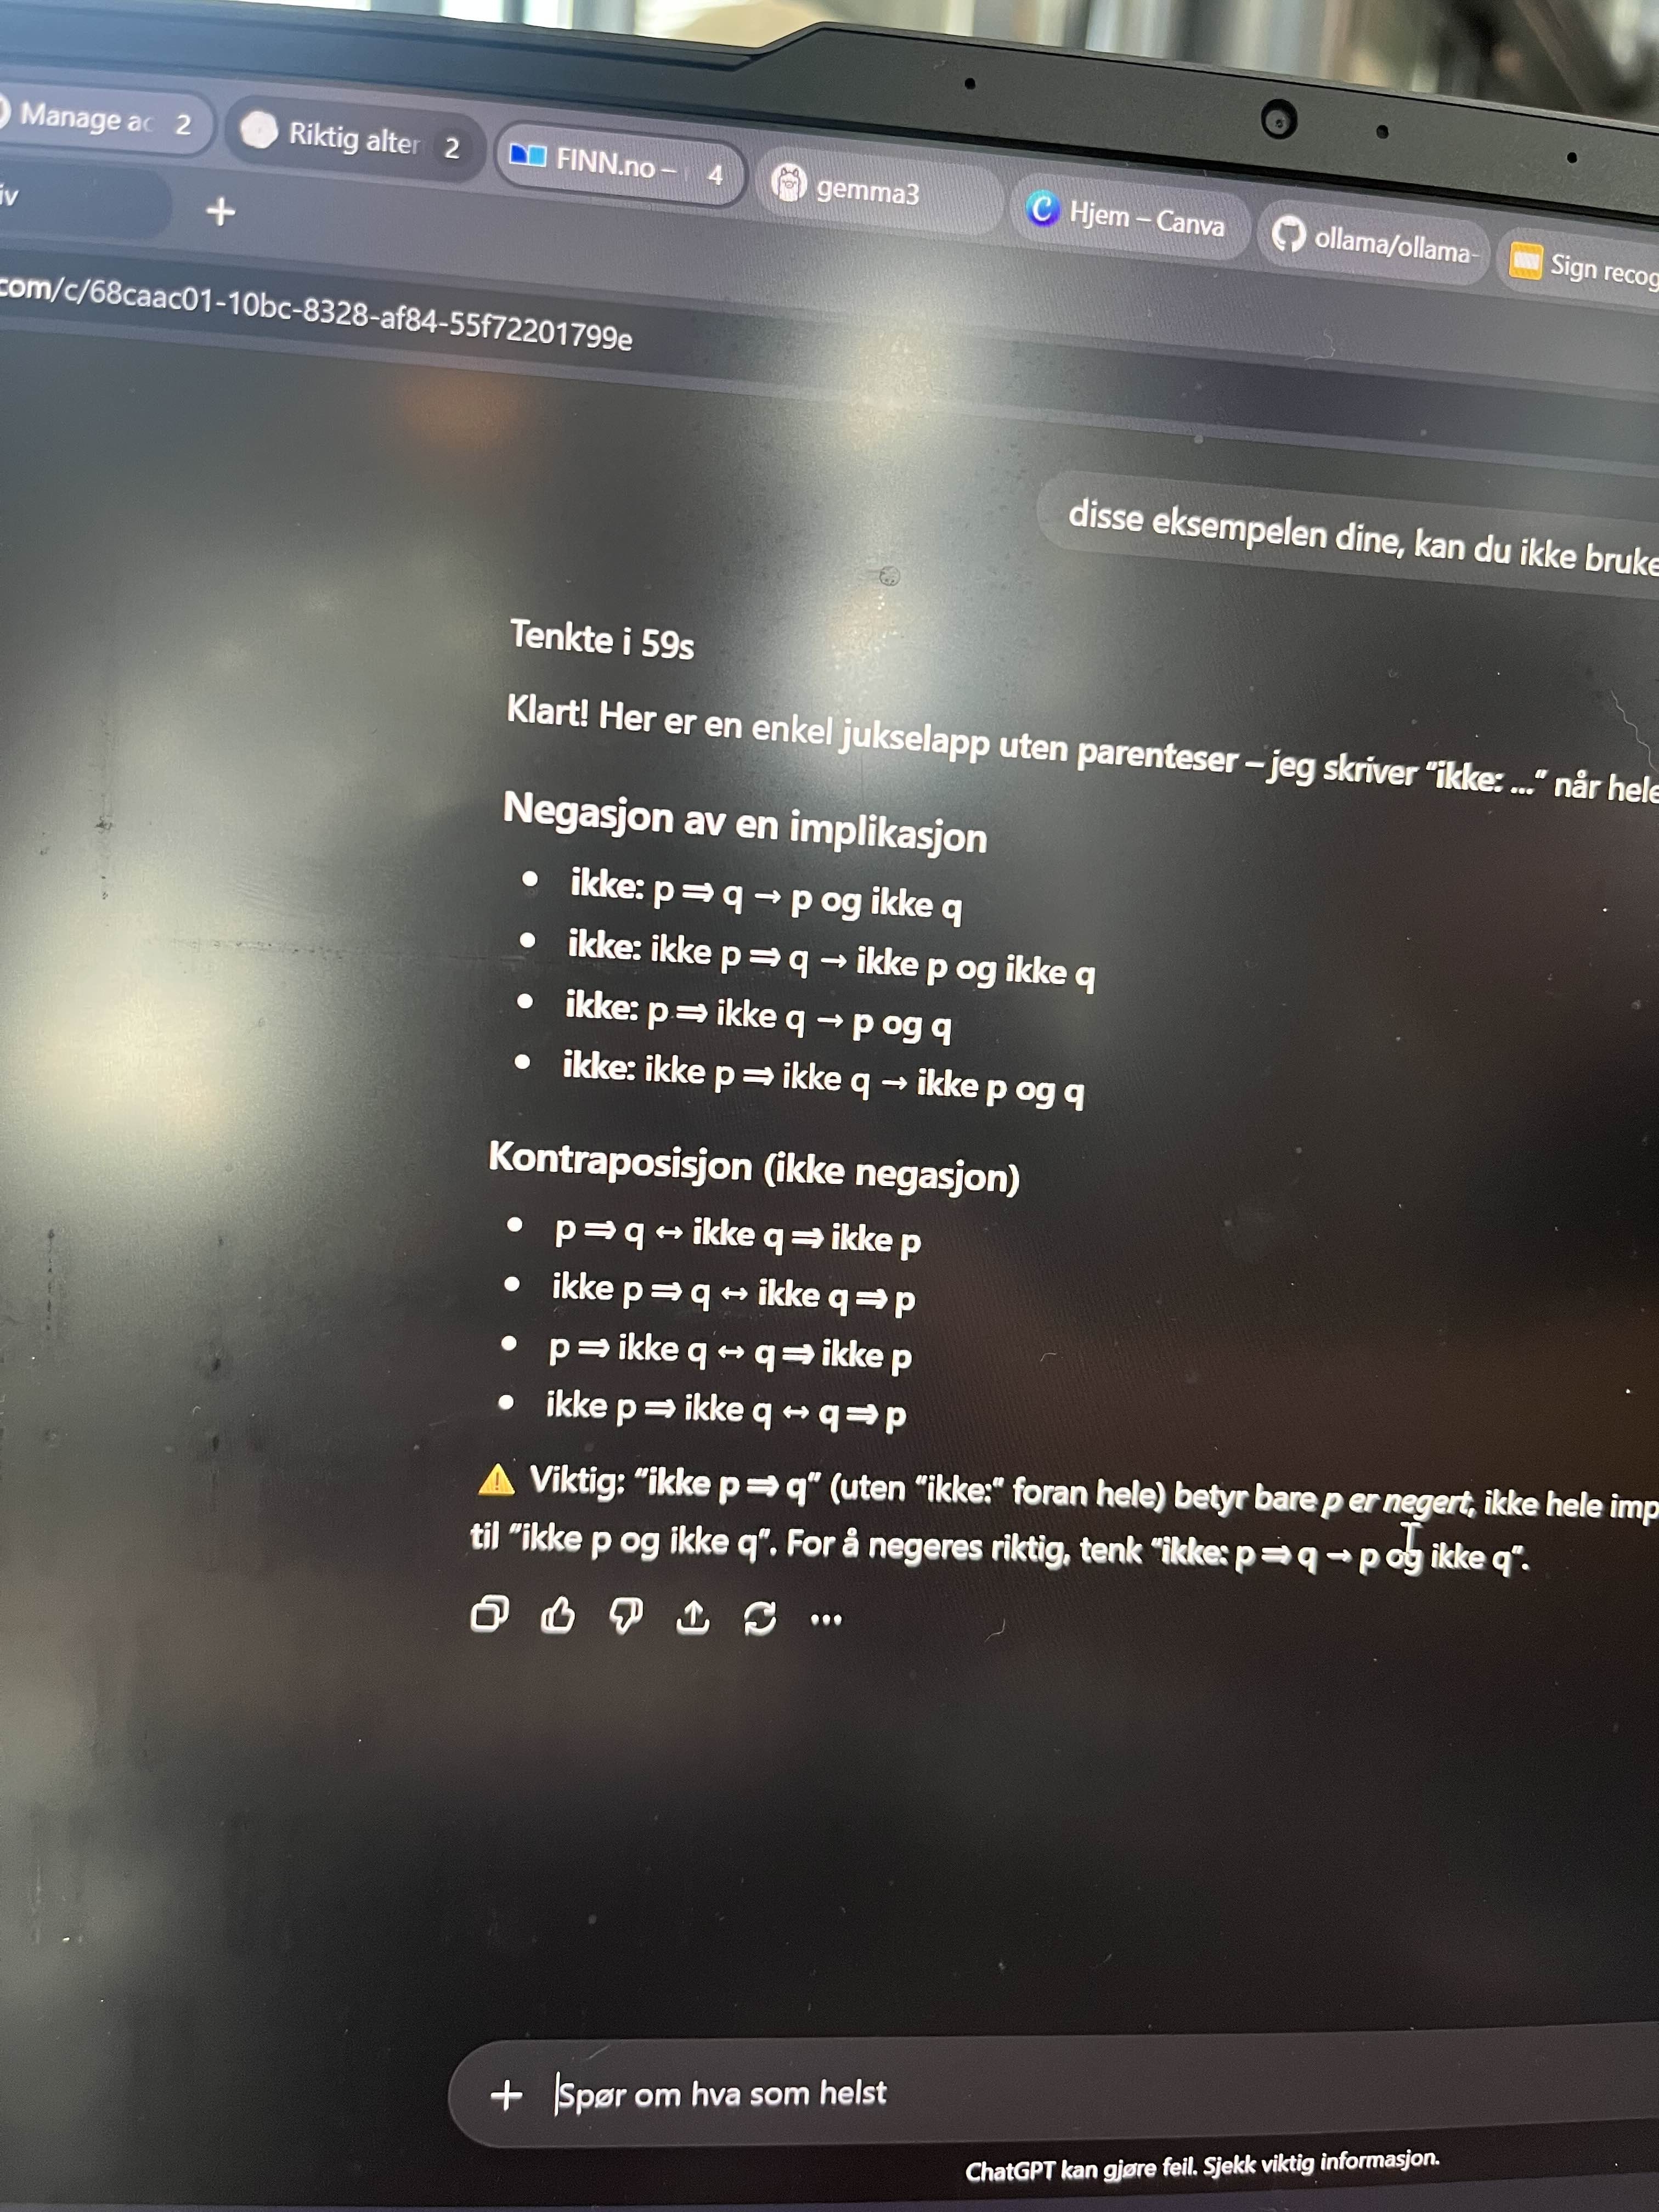 Manage ac 2
Riktig alter 2
FINN.no – 4
gemma3
Hjem – Canva
ollama/ollama-
Sign recog
iv
+
com/c/68caac01-10bc-8328-af84-55f72201799e
disse eksempelen dine, kan du ikke bruke
Tenkte i 59s
Klart! Her er en enkel jukselapp uten parenteser – jeg skriver “ikke: …” når hele
Negasjon av en implikasjon
• ikke: p ⇒ q → p og ikke q
• ikke: ikke p ⇒ q → ikke p og ikke q
• ikke: p ⇒ ikke q → p og q
• ikke: ikke p ⇒ ikke q → ikke p og q
Kontraposisjon (ikke negasjon)
• p ⇒ q ↔ ikke q ⇒ ikke p
• ikke p ⇒ q ↔ ikke q ⇒ p
• p ⇒ ikke q ↔ q ⇒ ikke p
• ikke p ⇒ ikke q ↔ q ⇒ p
⚠️ Viktig: “ikke p ⇒ q” (uten “ikke:” foran hele) betyr bare p er negert, ikke hele imp
til “ikke p og ikke q”. For å negeres riktig, tenk “ikke: p ⇒ q → p og ikke q”.
+ Spør om hva som helst
ChatGPT kan gjøre feil. Sjekk viktig informasjon.